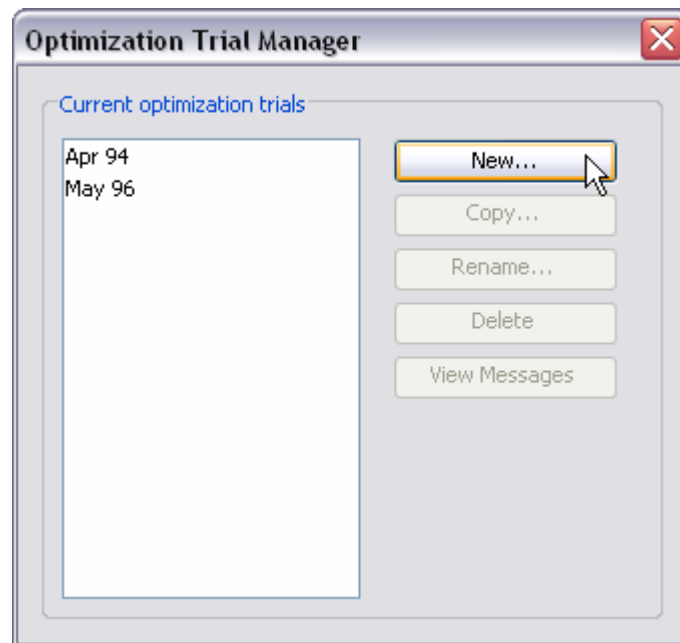 Optimization Trial Manager
Current optimization trials
Apr 94
May 96
New...
Copy...
Rename...
Delete
View Messages